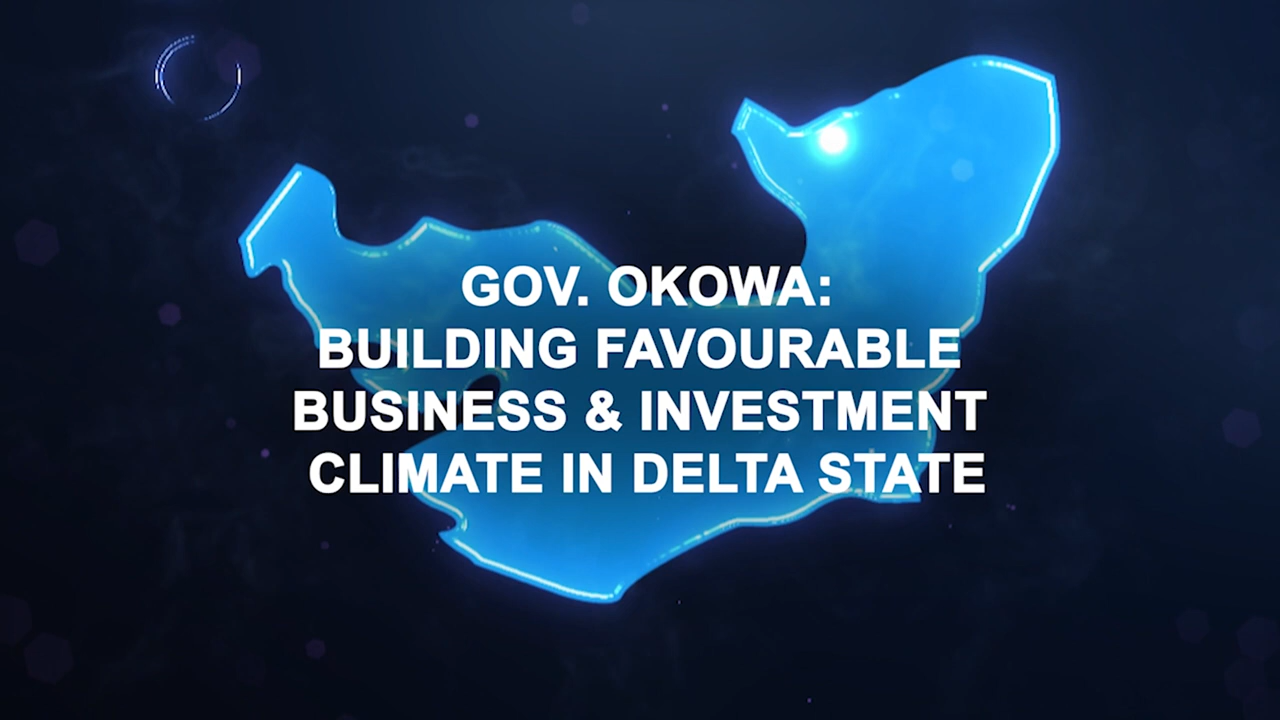 GOV. OKOWA:
BUILDING FAVOURABLE
BUSINESS & INVESTMENT
CLIMATE IN DELTA STATE